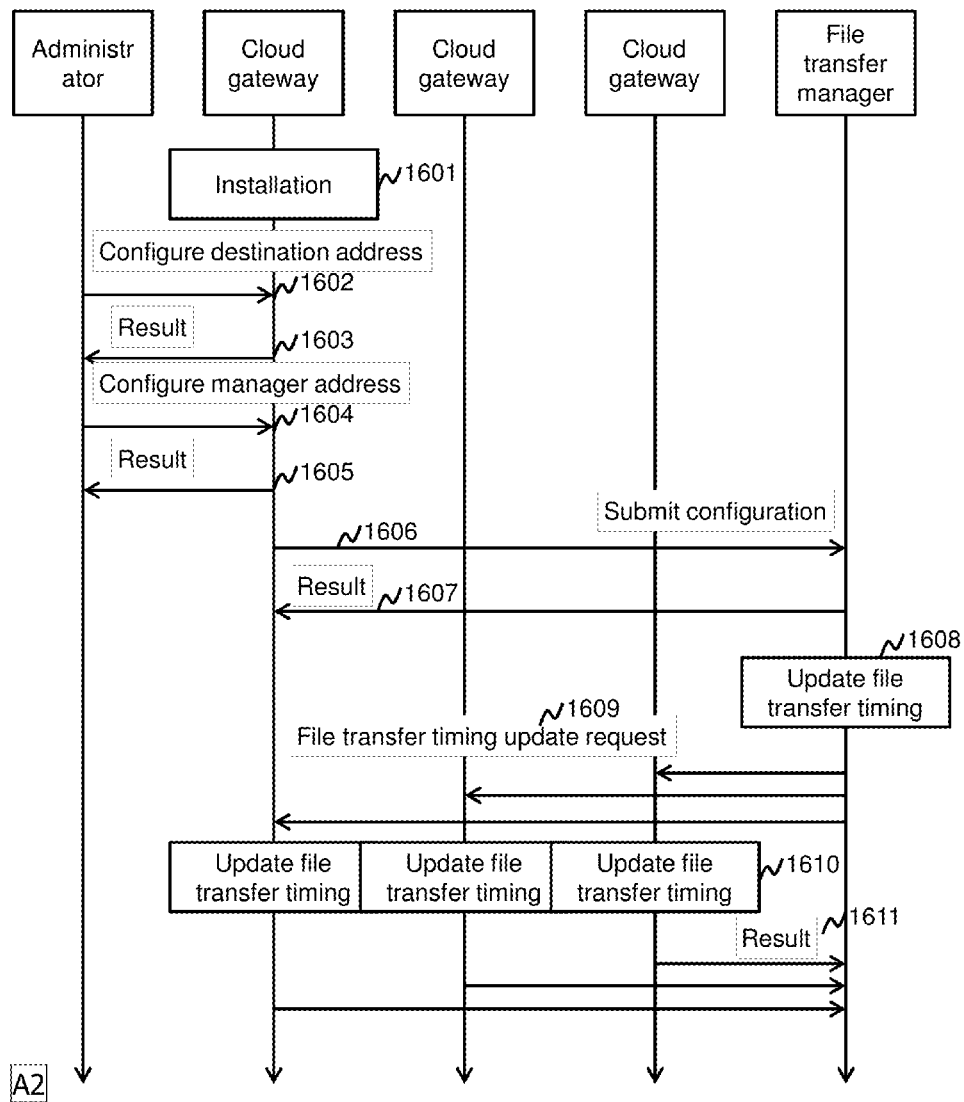 Administr
ator
Cloud
gateway
Cloud
gateway
Cloud
gateway
File
transfer
manager
Installation
1601
Configure destination address
1602
Result
1603
Configure manager address
1604
Result
1605
Submit configuration
1606
Result
1607
1608
Update file
transfer timing
1609
File transfer timing update request
Update file
transfer timing
Update file
transfer timing
Update file
transfer timing
1610
1611
Result
A2